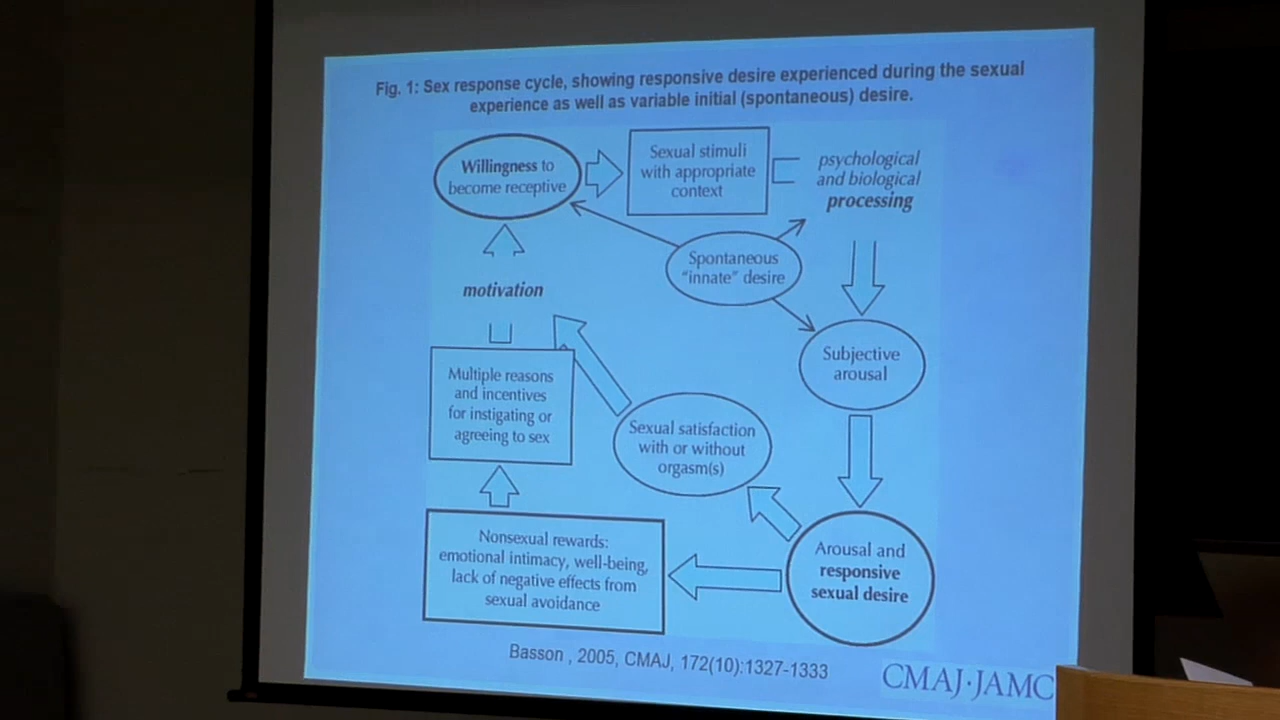 Fig. 1: Sex response cycle, showing responsive desire experienced during the sexual
experience as well as variable initial (spontaneous) desire.
Willingness to
become receptive
Sexual stimuli
with appropriate
context
psychological
and biological
processing
Spontaneous
"innate" desire
motivation
Subjective
arousal
Multiple reasons
and incentives
for instigating or
agreeing to sex
Sexual satisfaction
with or without
orgasm(s)
Nonsexual rewards:
emotional intimacy, well-being,
lack of negative effects from
sexual avoidance
Arousal and
responsive
sexual desire
Basson , 2005, CMAJ, 172(10):1327-1333
CMAJ·JAMC